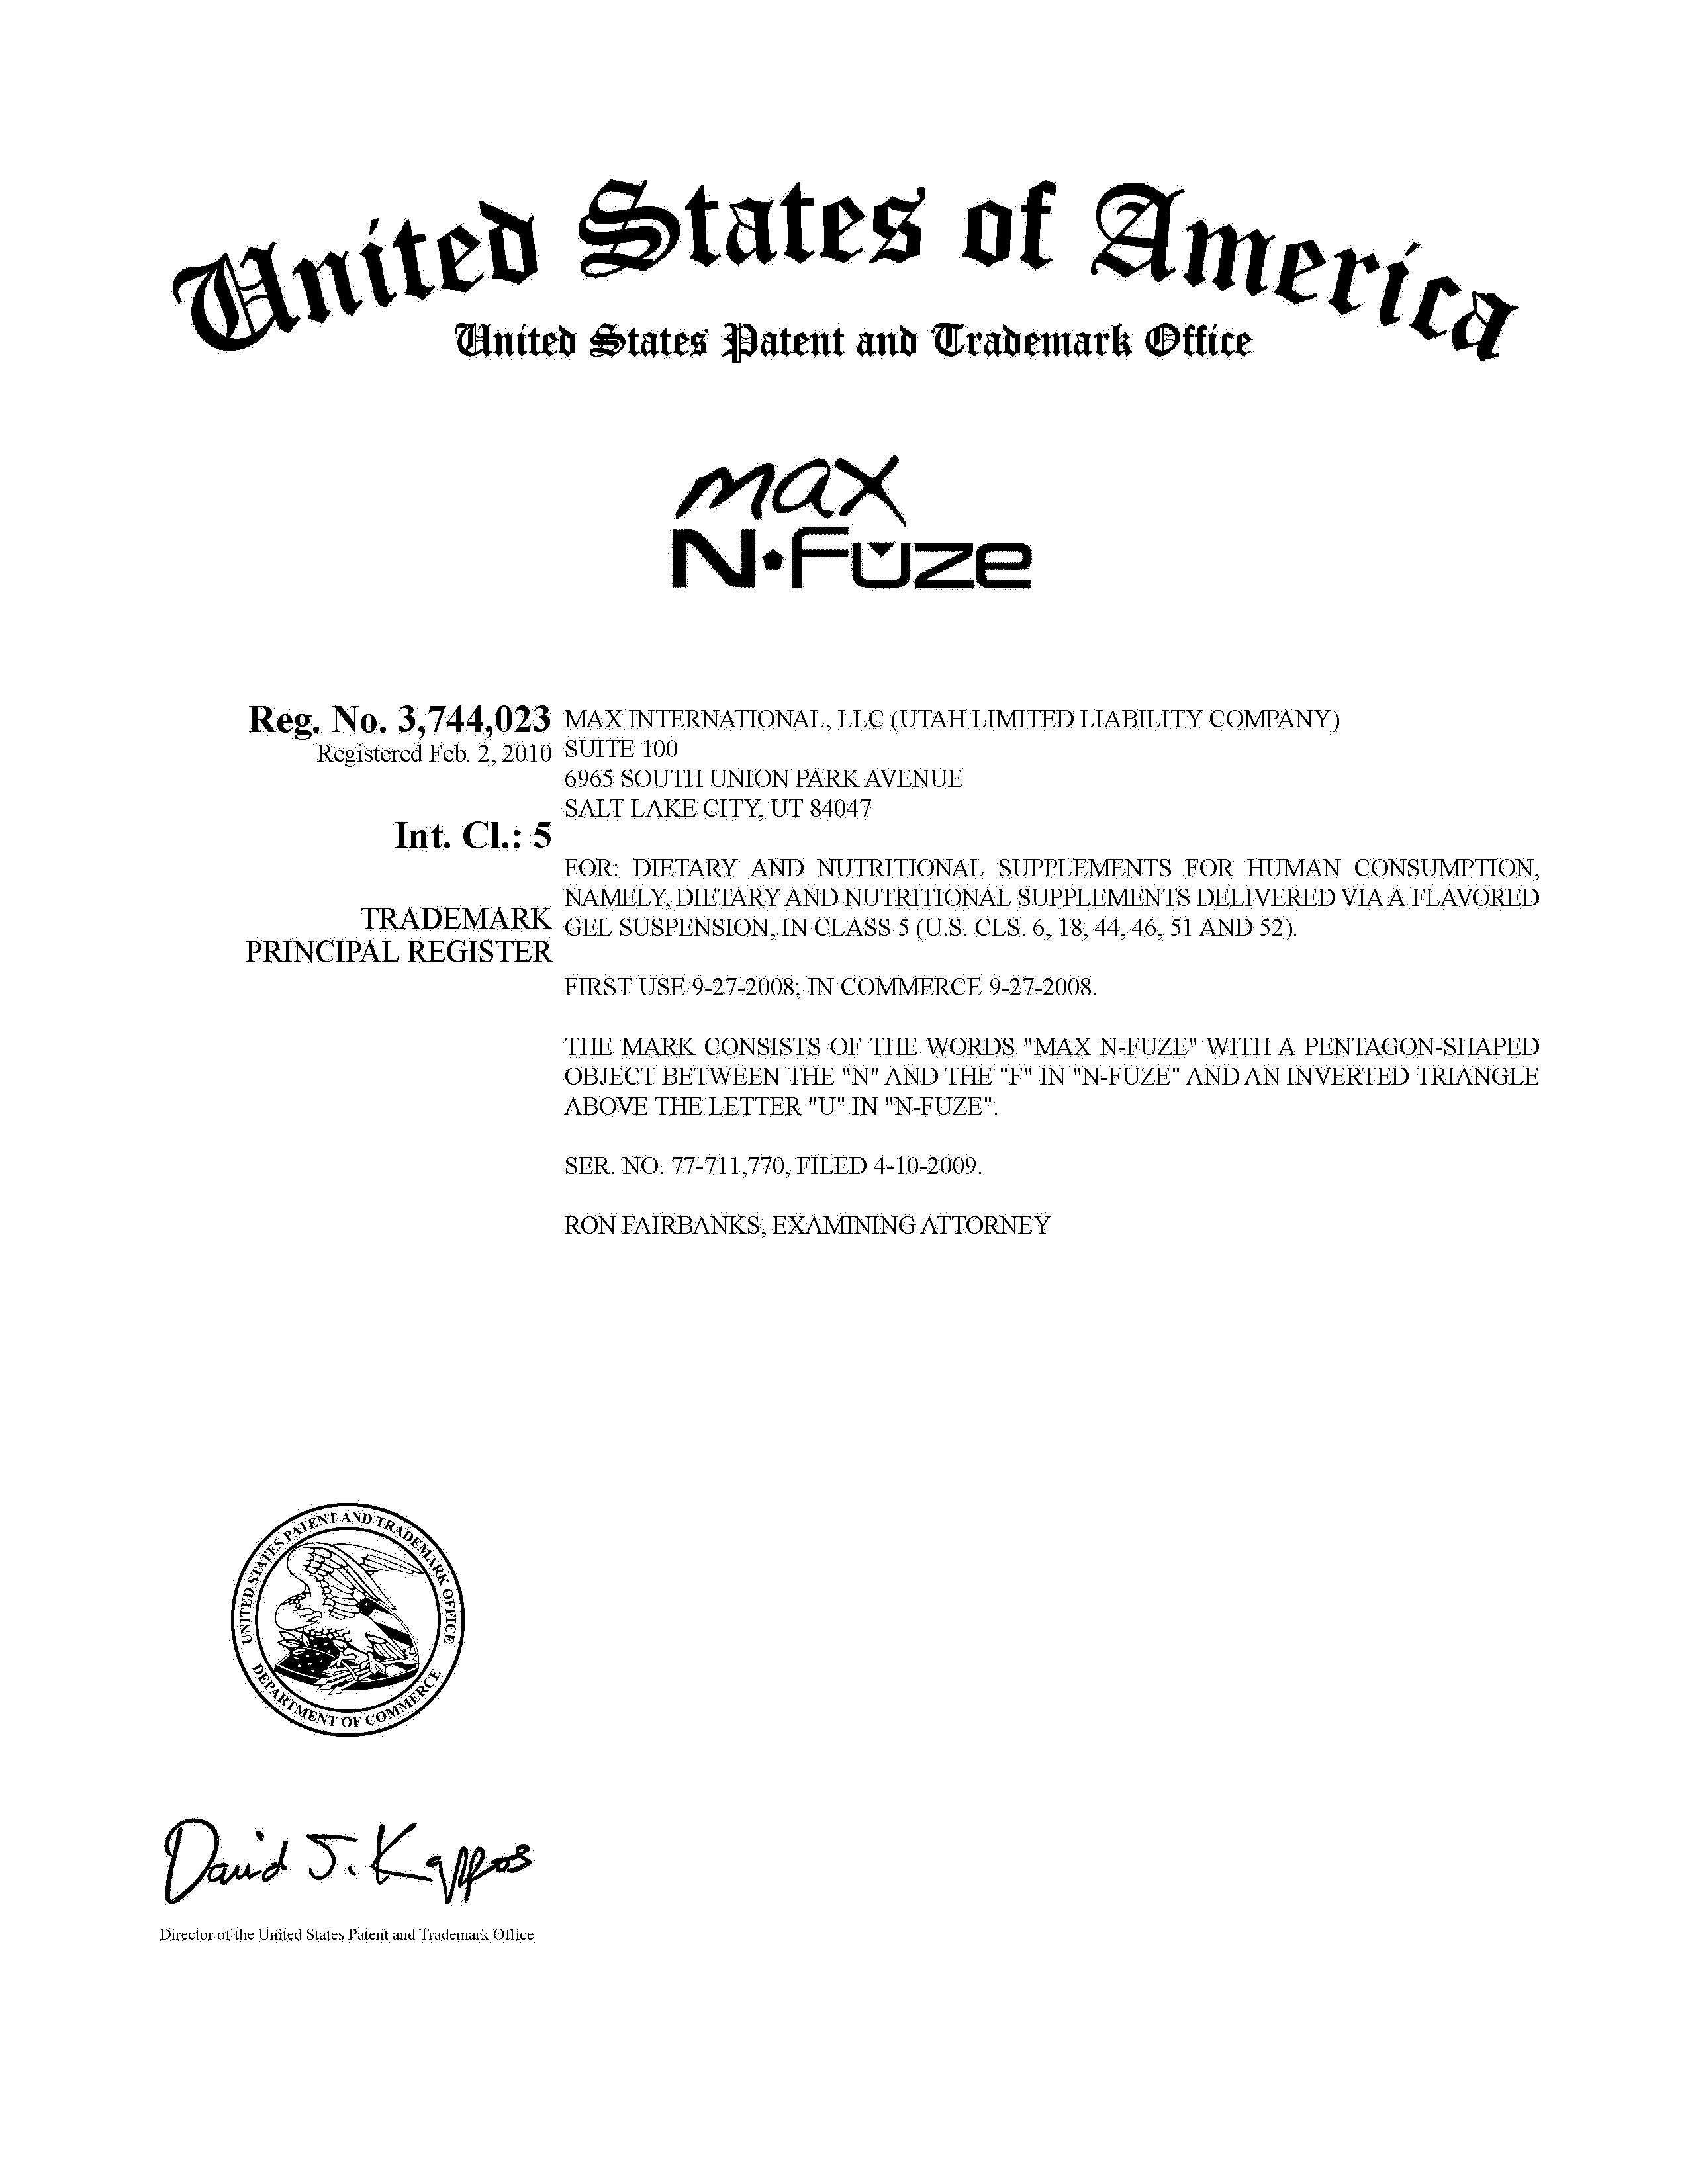 United States of America
United States Patent and Trademark Office
max
N·Fuze
Reg. No. 3,744,023
Registered Feb. 2, 2010
Int. Cl.: 5
TRADEMARK
PRINCIPAL REGISTER
MAX INTERNATIONAL, LLC (UTAH LIMITED LIABILITY COMPANY)
SUITE 100
6965 SOUTH UNION PARK AVENUE
SALT LAKE CITY, UT 84047
FOR: DIETARY AND NUTRITIONAL SUPPLEMENTS FOR HUMAN CONSUMPTION,
NAMELY, DIETARY AND NUTRITIONAL SUPPLEMENTS DELIVERED VIA A FLAVORED
GEL SUSPENSION, IN CLASS 5 (U.S. CLS. 6, 18, 44, 46, 51 AND 52).
FIRST USE 9-27-2008; IN COMMERCE 9-27-2008.
THE MARK CONSISTS OF THE WORDS "MAX N-FUZE" WITH A PENTAGON-SHAPED
OBJECT BETWEEN THE "N" AND THE "F" IN "N-FUZE" AND AN INVERTED TRIANGLE
ABOVE THE LETTER "U" IN "N-FUZE".
SER. NO. 77-711,770, FILED 4-10-2009.
RON FAIRBANKS, EXAMINING ATTORNEY
UNITED STATES PATENT AND TRADEMARK OFFICE
DEPARTMENT OF COMMERCE
David J. Kappos
Director of the United States Patent and Trademark Office